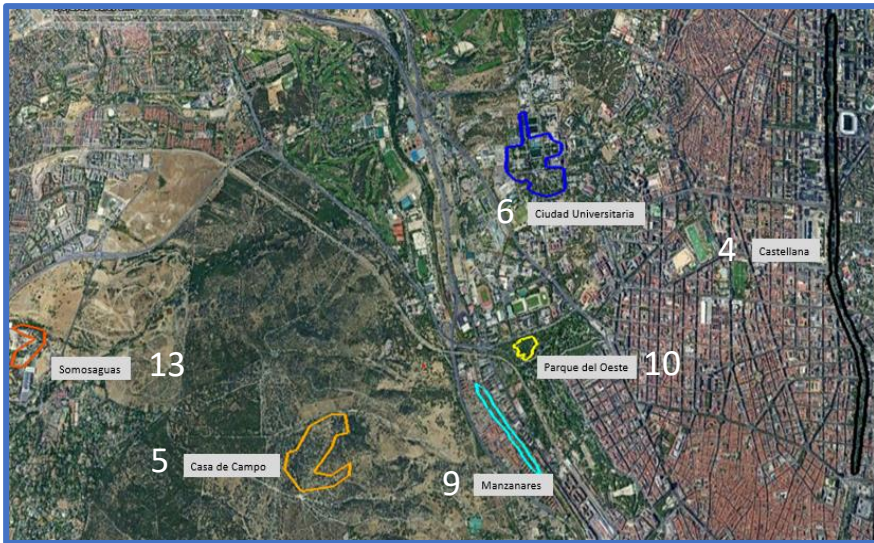 6
Ciudad Universitaria
4
Castellana
Somosaguas
13
Parque del Oeste
10
5
Casa de Campo
9
Manzanares